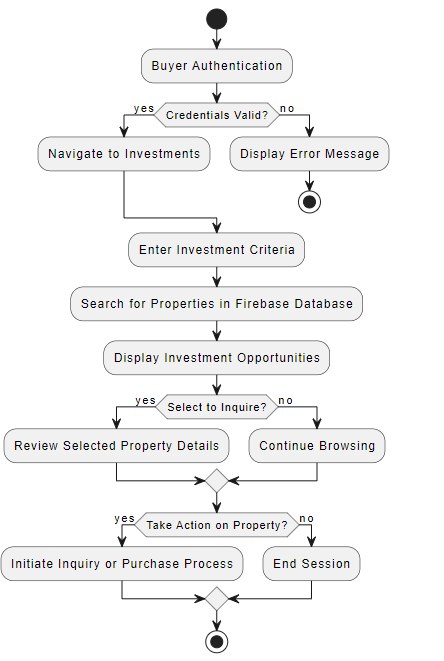 Buyer Authentication
yes
Credentials Valid?
no
Navigate to Investments
Display Error Message
Enter Investment Criteria
Search for Properties in Firebase Database
Display Investment Opportunities
yes
Select to Inquire?
no
Review Selected Property Details
Continue Browsing
yes
Take Action on Property?
no
Initiate Inquiry or Purchase Process
End Session